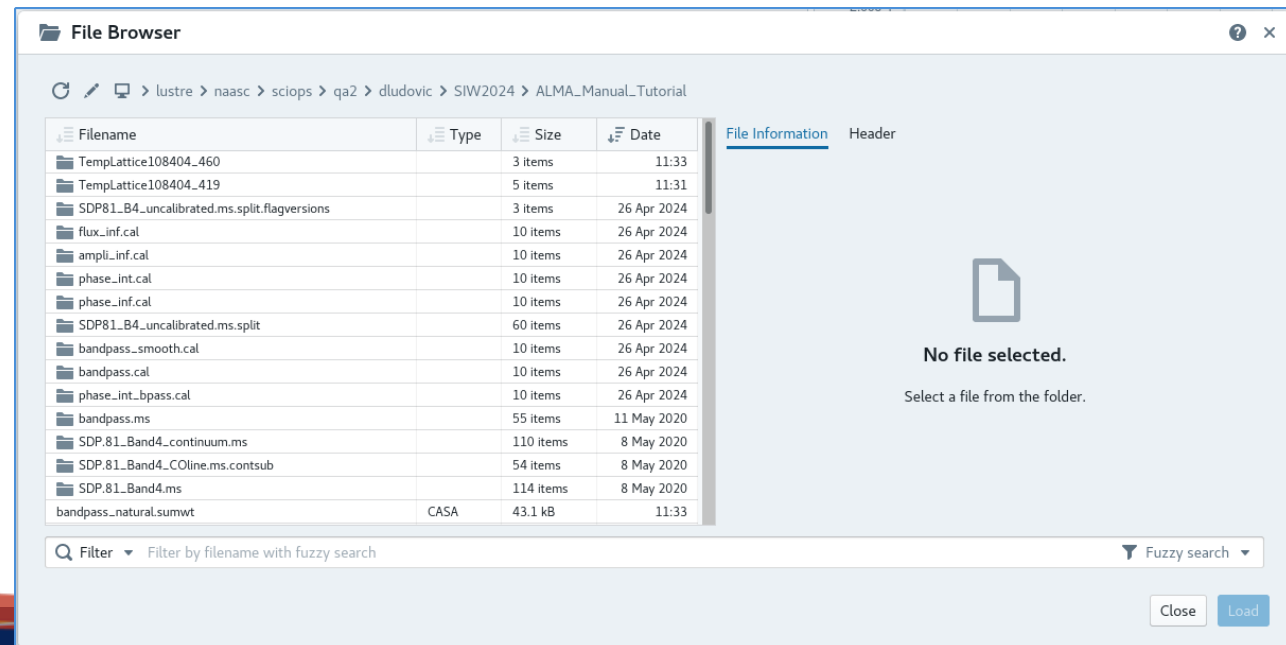 File Browser
> lustre > naasc > sciops > qa2 > dludovic > SIW2024 > ALMA_Manual_Tutorial
Filename Type Size Date File Information Header
TempLattice108404_460 3 items 11:33
TempLattice108404_419 5 items 11:31
SDP81_B4_uncalibrated.ms.split.flagversions 3 items 26 Apr 2024
flux_inf.cal 10 items 26 Apr 2024
ampli_inf.cal 10 items 26 Apr 2024
phase_int.cal 10 items 26 Apr 2024
phase_inf.cal 10 items 26 Apr 2024
SDP81_B4_uncalibrated.ms.split 60 items 26 Apr 2024
bandpass_smooth.cal 10 items 26 Apr 2024
bandpass.cal 10 items 26 Apr 2024
phase_int_bpass.cal 10 items 26 Apr 2024
bandpass.ms 55 items 11 May 2020
SDP.81_Band4_continuum.ms 110 items 8 May 2020
SDP.81_Band4_COline.ms.contsub 54 items 8 May 2020
SDP.81_Band4.ms 114 items 8 May 2020
bandpass_natural.sumwt CASA 43.1 kB 11:33
No file selected.
Select a file from the folder.
Filter Filter by filename with fuzzy search Fuzzy search
Close Load